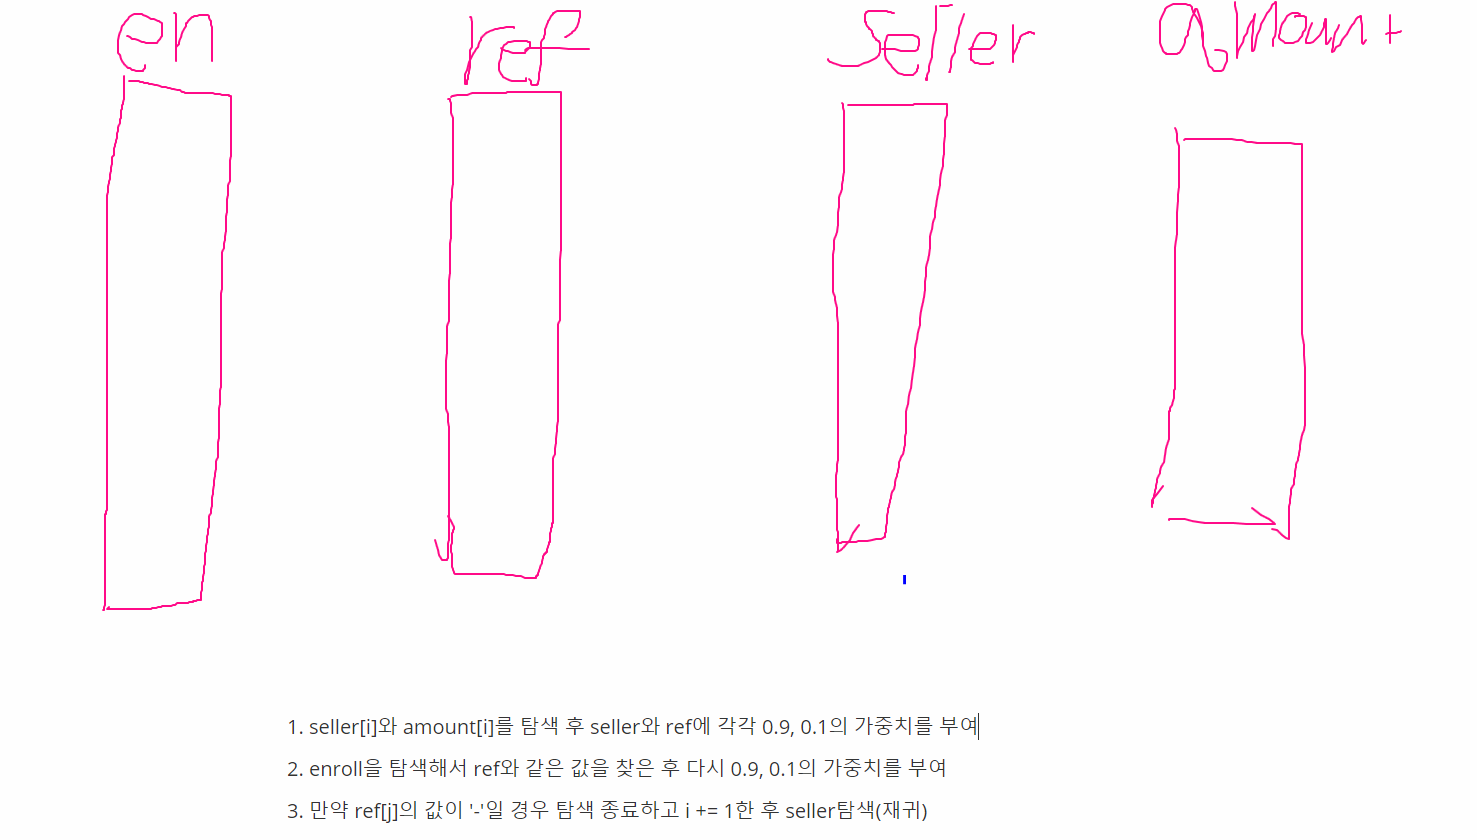 en ref seller amount
1. seller[i]와 amount[i]를 탐색 후 seller와 ref에 각각 0.9, 0.1의 가중치를 부여
2. enroll을 탐색해서 ref와 같은 값을 찾은 후 다시 0.9, 0.1의 가중치를 부여
3. 만약 ref[j]의 값이 '-'일 경우 탐색 종료하고 i += 1한 후 seller탐색(재귀)